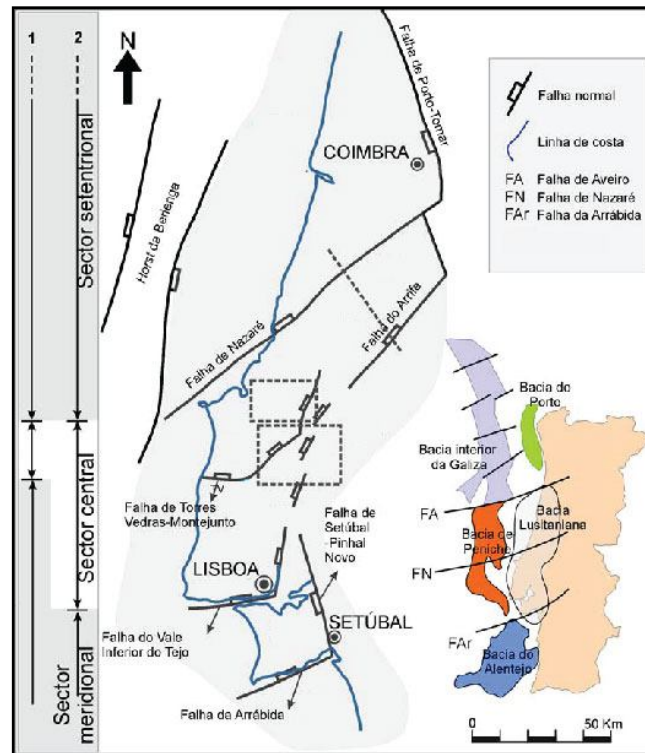 1
2
Sector setentrional
Sector central
Sector
meridional
N
Horst da Berlenga
Falha de Porto-Tomar
COIMBRA
Falha de Nazaré
Falha do Arrife
Falha de Torres
Vedras-Montejunto
Falha de
Setúbal
-Pinhal
Novo
LISBOA
SETÚBAL
Falha do Vale
Inferior do Tejo
Falha da Arrábida
Falha normal
Linha de costa
FA Falha de Aveiro
FN Falha de Nazaré
FAr Falha da Arrábida
Bacia do
Porto
Bacia interior
da Galiza
FA
Bacia
Lusitaniana
Bacia de
Peniche
FN
FAr
Bacia do
Alentejo
0 50 Km